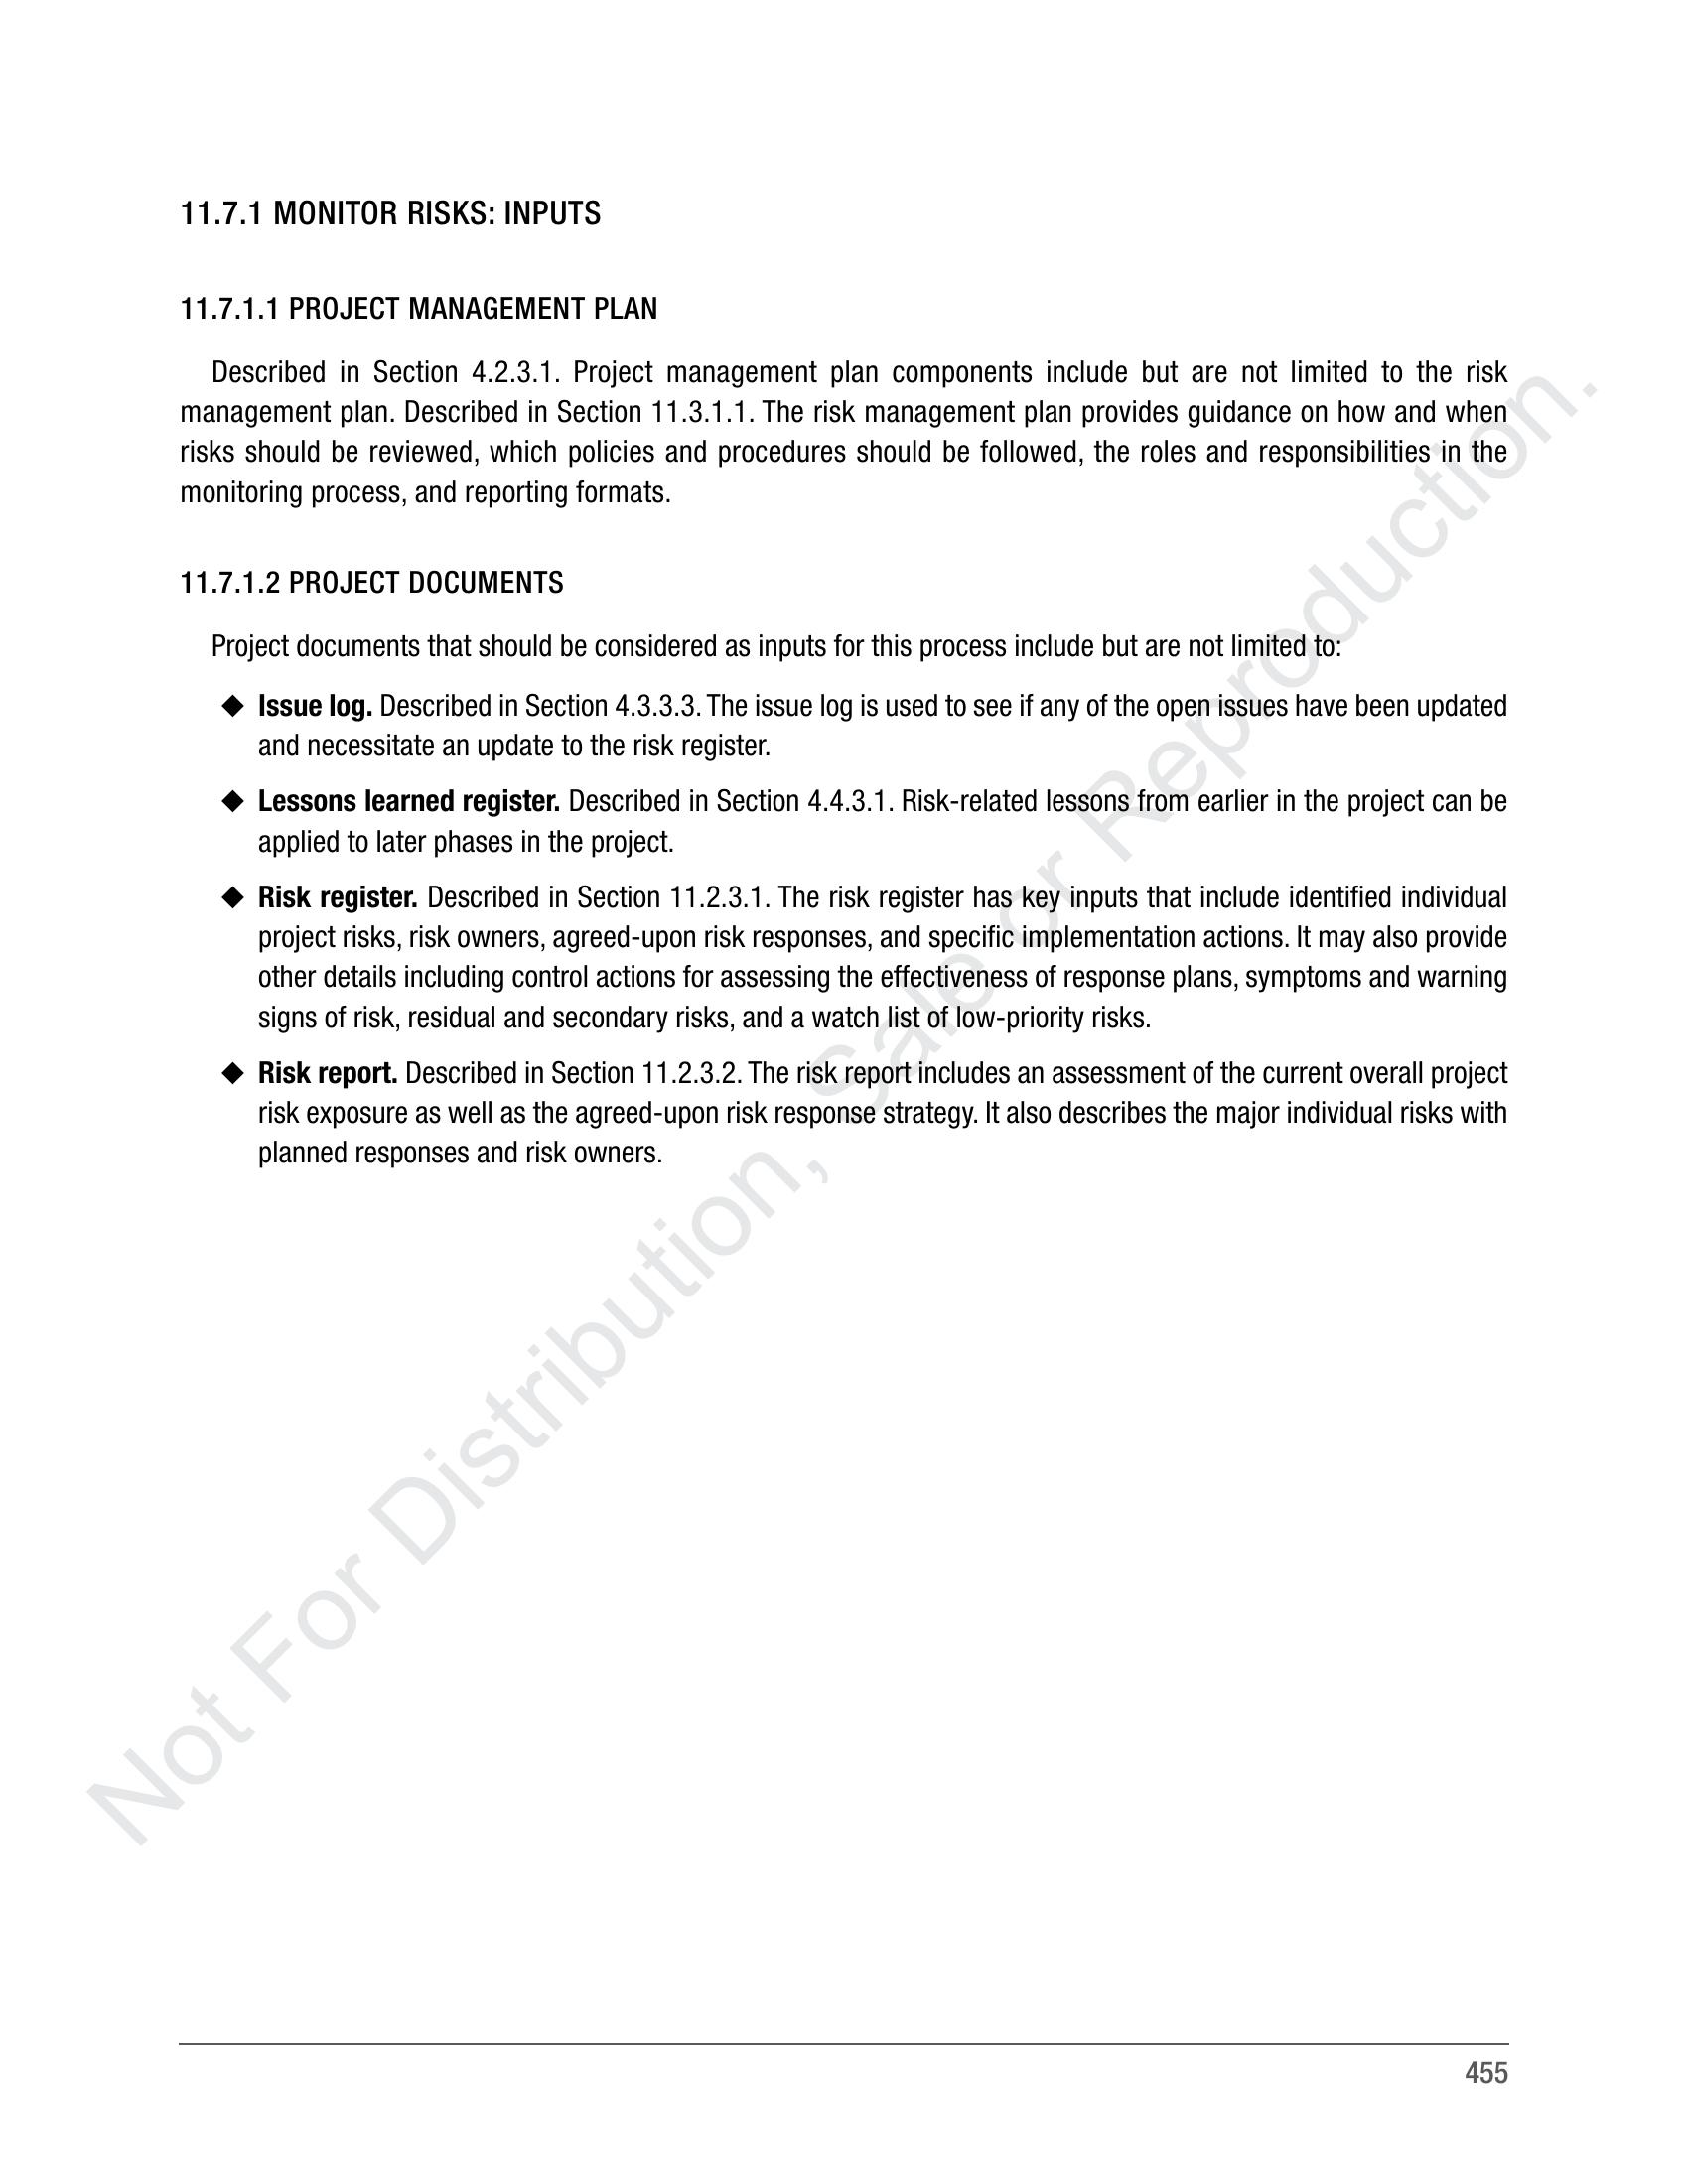 11.7.1 MONITOR RISKS: INPUTS
11.7.1.1 PROJECT MANAGEMENT PLAN
Described in Section 4.2.3.1. Project management plan components include but are not limited to the risk
management plan. Described in Section 11.3.1.1. The risk management plan provides guidance on how and when
risks should be reviewed, which policies and procedures should be followed, the roles and responsibilities in the
monitoring process, and reporting formats.
11.7.1.2 PROJECT DOCUMENTS
Project documents that should be considered as inputs for this process include but are not limited to:
◆ Issue log. Described in Section 4.3.3.3. The issue log is used to see if any of the open issues have been updated
and necessitate an update to the risk register.
◆ Lessons learned register. Described in Section 4.4.3.1. Risk-related lessons from earlier in the project can be
applied to later phases in the project.
◆ Risk register. Described in Section 11.2.3.1. The risk register has key inputs that include identified individual
project risks, risk owners, agreed-upon risk responses, and specific implementation actions. It may also provide
other details including control actions for assessing the effectiveness of response plans, symptoms and warning
signs of risk, residual and secondary risks, and a watch list of low-priority risks.
◆ Risk report. Described in Section 11.2.3.2. The risk report includes an assessment of the current overall project
risk exposure as well as the agreed-upon risk response strategy. It also describes the major individual risks with
planned responses and risk owners.
Not For Distribution, Sale or Reproduction.
455